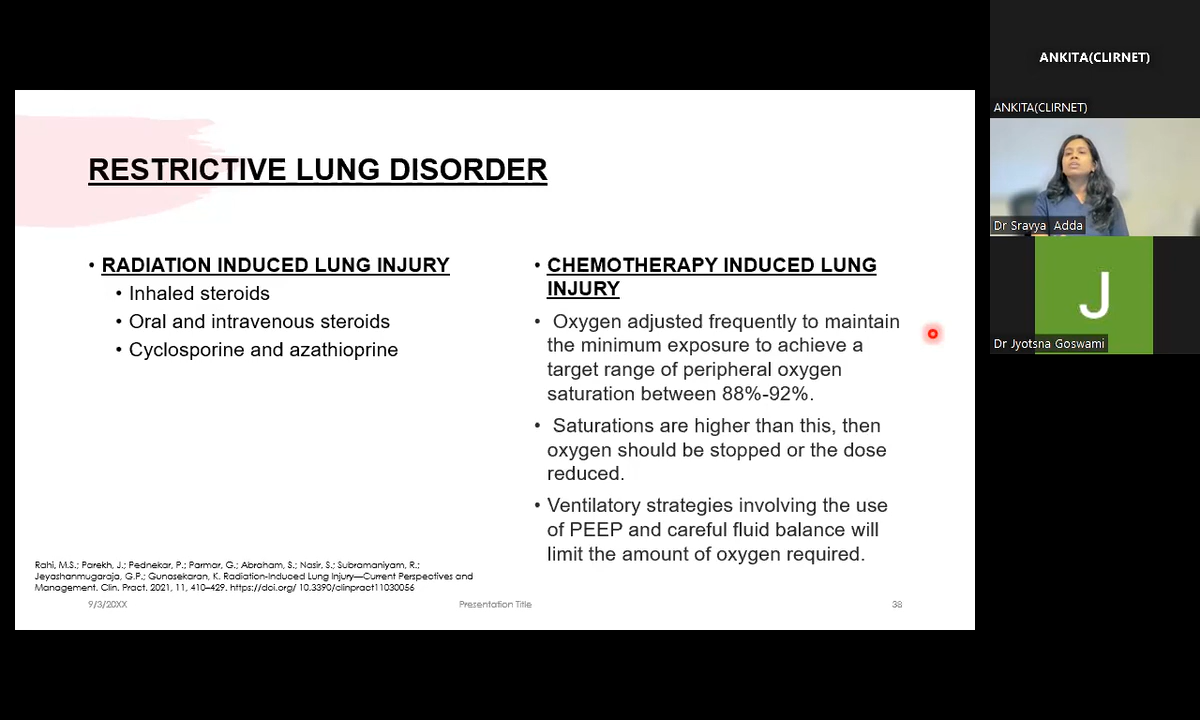 RESTRICTIVE LUNG DISORDER
• RADIATION INDUCED LUNG INJURY
• Inhaled steroids
• Oral and intravenous steroids
• Cyclosporine and azathioprine
• CHEMOTHERAPY INDUCED LUNG
INJURY
• Oxygen adjusted frequently to maintain
the minimum exposure to achieve a
target range of peripheral oxygen
saturation between 88%-92%.
• Saturations are higher than this, then
oxygen should be stopped or the dose
reduced.
• Ventilatory strategies involving the use
of PEEP and careful fluid balance will
limit the amount of oxygen required.
Rahi, M.S.; Parekh, J.; Pednekar, P.; Parmar, G.; Abraham, S.; Nasir, S.; Subramaniyam, R.;
Jeyashanmugaraja, G.P.; Gunasekaran, K. Radiation-Induced Lung Injury—Current Perspectives and
Management. Clin. Pract. 2021, 11, 410–429. https://doi.org/ 10.3390/clinpract11030056
9/3/20XX
Presentation Title
38
ANKITA(CLIRNET)
ANKITA(CLIRNET)
Dr Sravya Adda
J
Dr Jyotsna Goswami